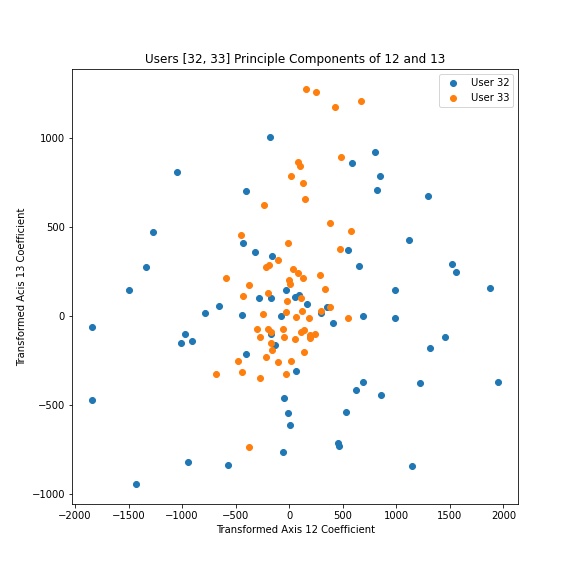 Users [32, 33] Principle Components of 12 and 13
User 32
User 33
1000
500
0
−500
−1000
Transformed Acis 13 Coefficient
−2000 −1500 −1000 −500 0 500 1000 1500 2000
Transformed Axis 12 Coefficient